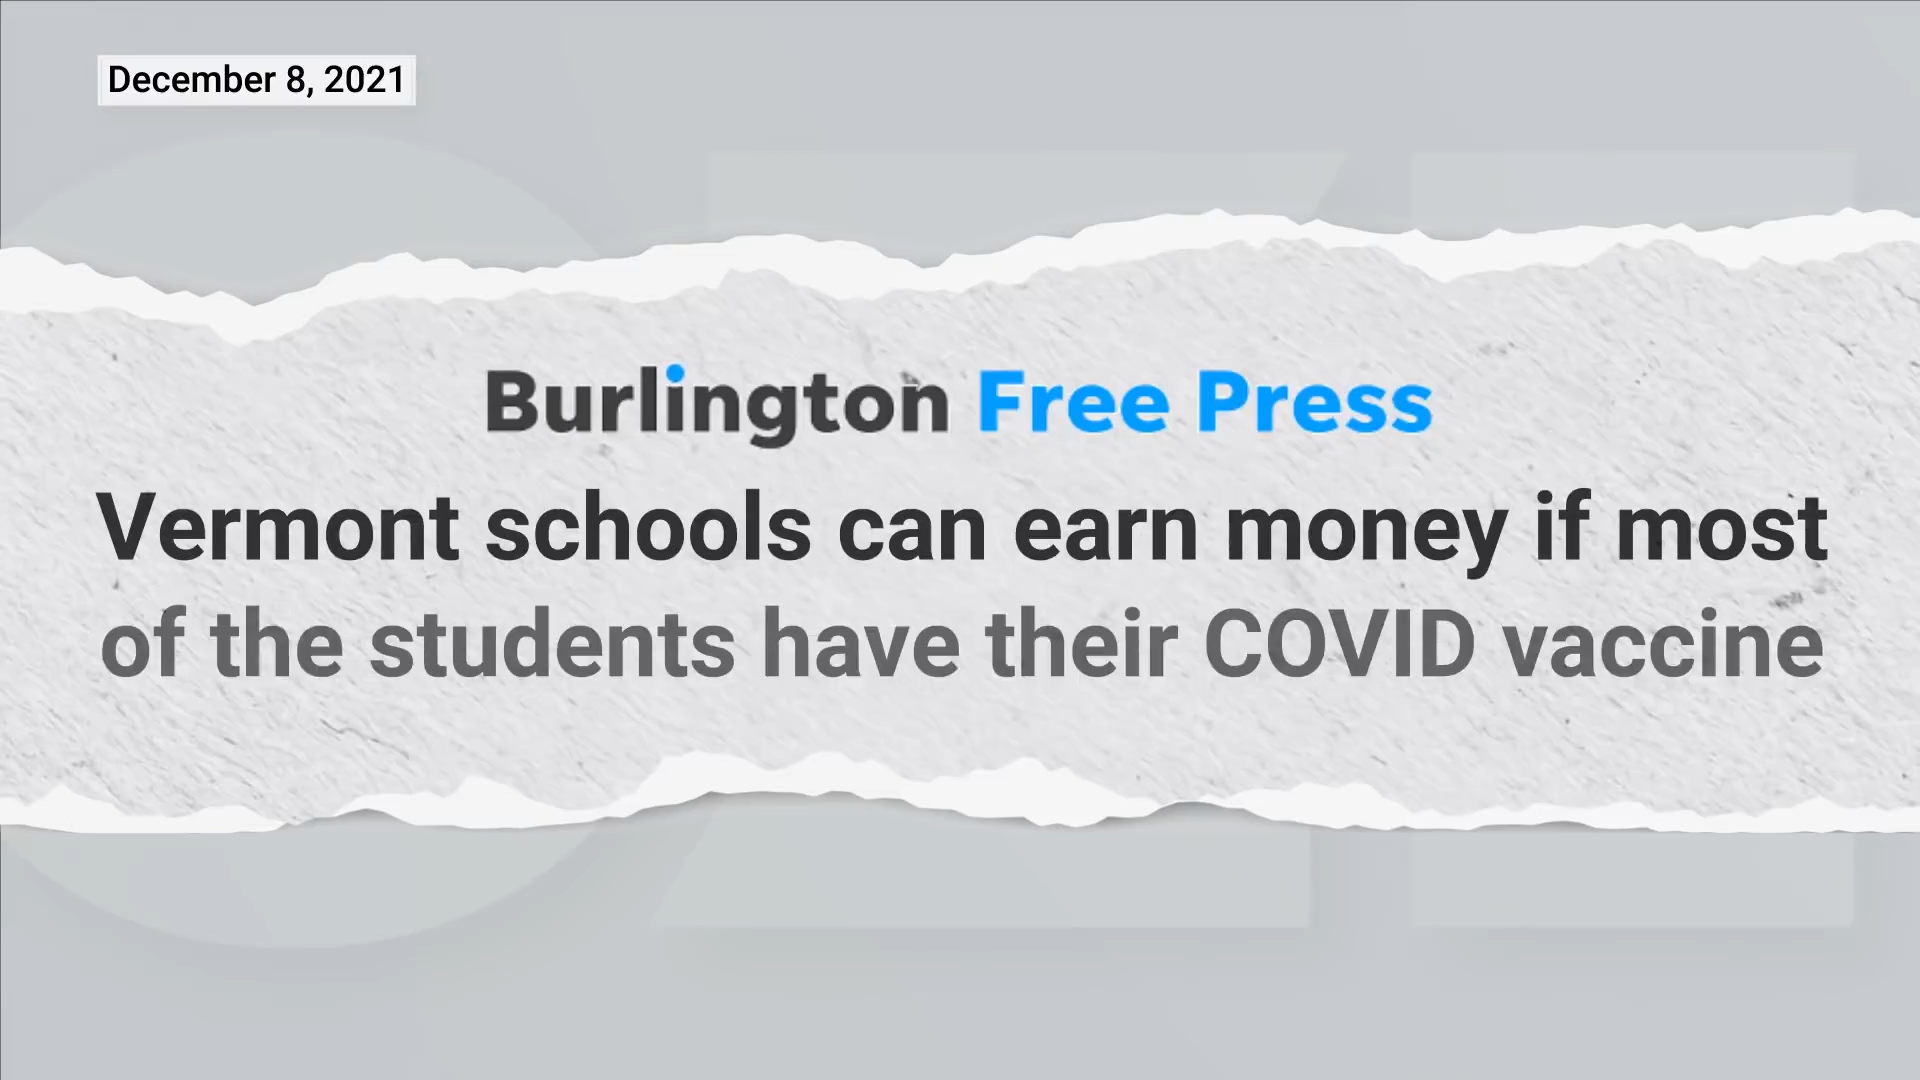 December 8, 2021
Burlington Free Press
Vermont schools can earn money if most
of the students have their COVID vaccine